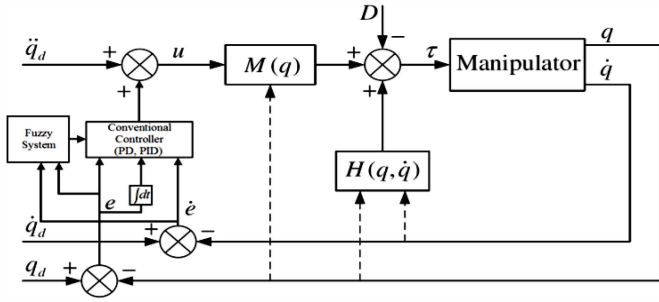 D
q̈_d
u
M(q)
τ
Manipulator
q
q̇
Fuzzy
System
Conventional
Controller
(PD, PID)
H(q, q̇)
∫dt
e
ė
q̇_d
q_d
+
+
+
−
+
+
−
+
−